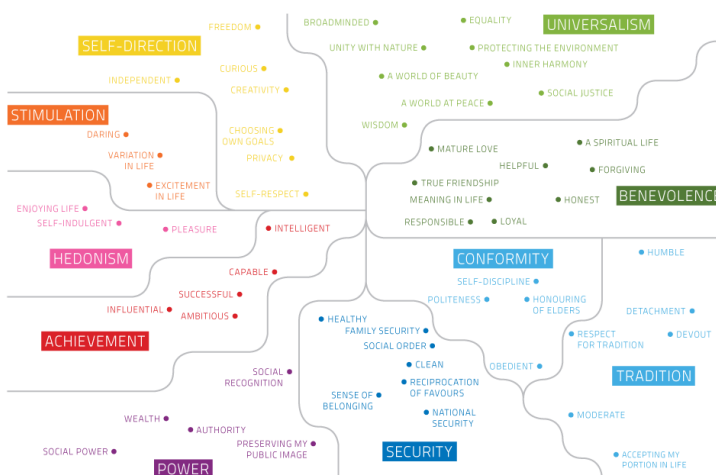 FREEDOM
SELF-DIRECTION
CURIOUS
INDEPENDENT
CREATIVITY
CHOOSING
OWN GOALS
PRIVACY
SELF-RESPECT
BROADMINDED
EQUALITY
UNIVERSALISM
UNITY WITH NATURE
PROTECTING THE ENVIRONMENT
INNER HARMONY
A WORLD OF BEAUTY
SOCIAL JUSTICE
A WORLD AT PEACE
WISDOM
STIMULATION
DARING
VARIATION
IN LIFE
EXCITEMENT
IN LIFE
MATURE LOVE
A SPIRITUAL LIFE
HELPFUL
FORGIVING
TRUE FRIENDSHIP
MEANING IN LIFE
HONEST
BENEVOLENCE
RESPONSIBLE
LOYAL
ENJOYING LIFE
SELF-INDULGENT
PLEASURE
HEDONISM
INTELLIGENT
CAPABLE
SUCCESSFUL
INFLUENTIAL
AMBITIOUS
ACHIEVEMENT
CONFORMITY
SELF-DISCIPLINE
POLITENESS
HONOURING
OF ELDERS
OBEDIENT
HUMBLE
DETACHMENT
RESPECT
FOR TRADITION
DEVOUT
TRADITION
MODERATE
ACCEPTING MY
PORTION IN LIFE
HEALTHY
FAMILY SECURITY
SOCIAL ORDER
CLEAN
RECIPROCATION
OF FAVOURS
SENSE OF
BELONGING
NATIONAL
SECURITY
SECURITY
SOCIAL
RECOGNITION
WEALTH
AUTHORITY
PRESERVING MY
PUBLIC IMAGE
SOCIAL POWER
POWER